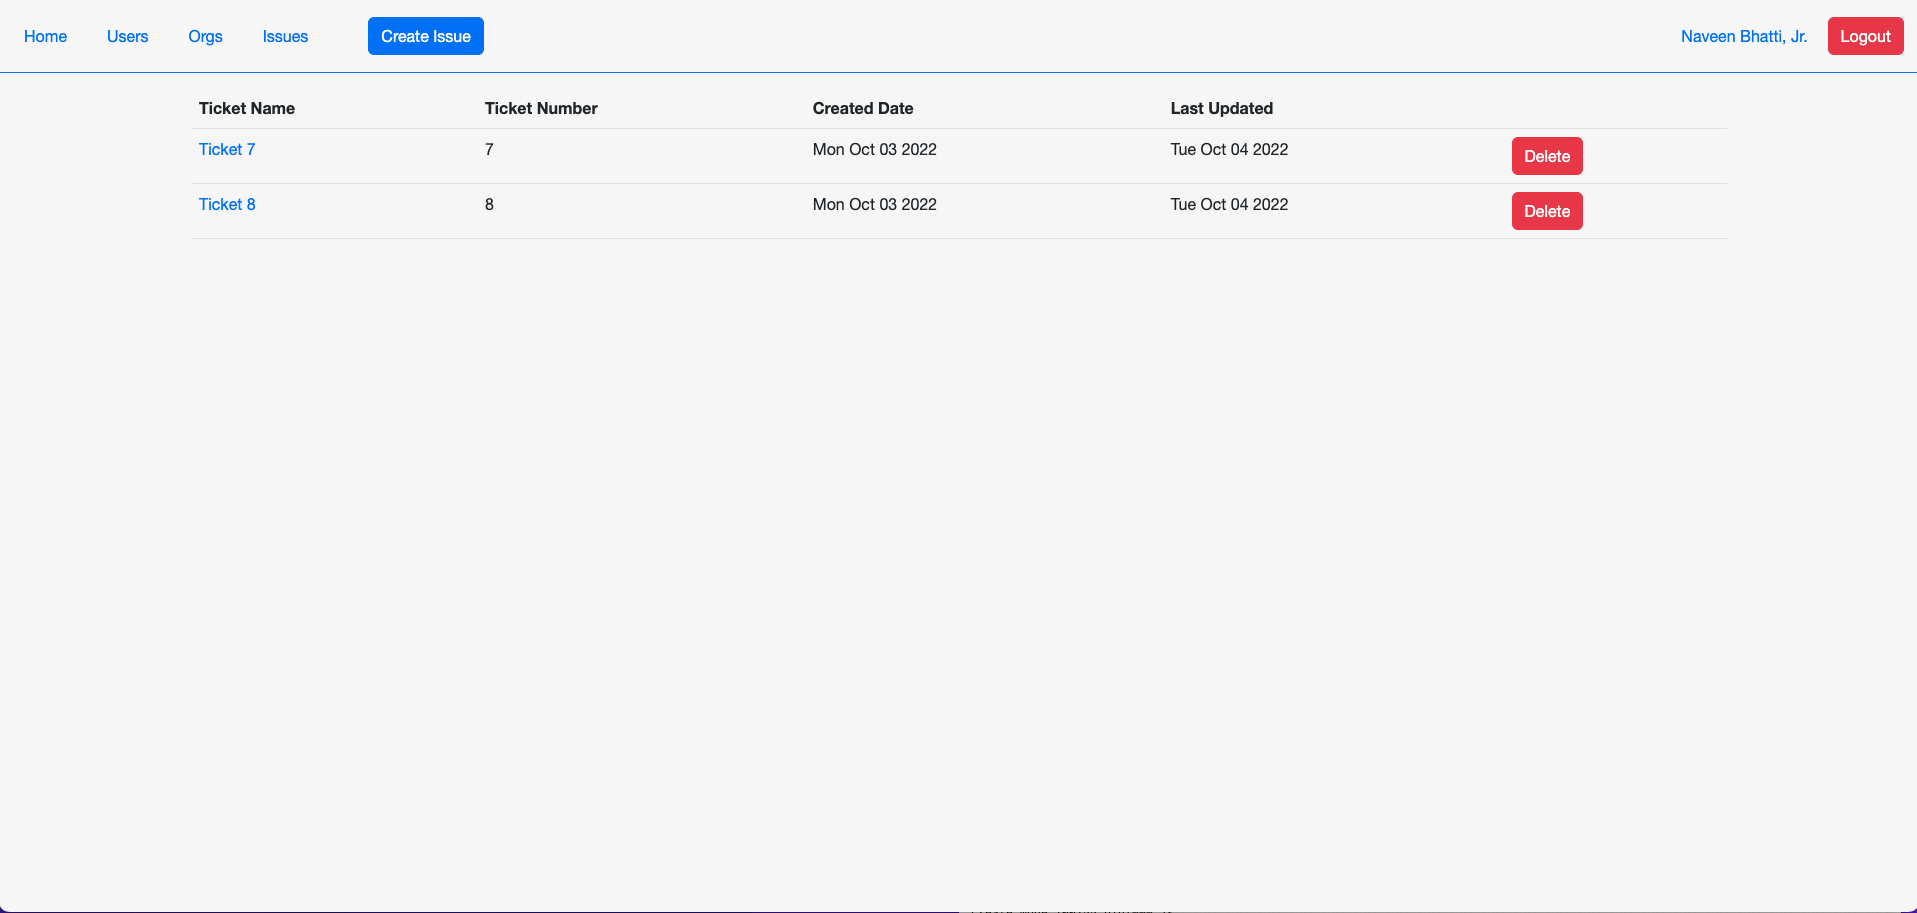 Home Users Orgs Issues Create Issue Naveen Bhatti, Jr. Logout
Ticket Name Ticket Number Created Date Last Updated
Ticket 7 7 Mon Oct 03 2022 Tue Oct 04 2022 Delete
Ticket 8 8 Mon Oct 03 2022 Tue Oct 04 2022 Delete